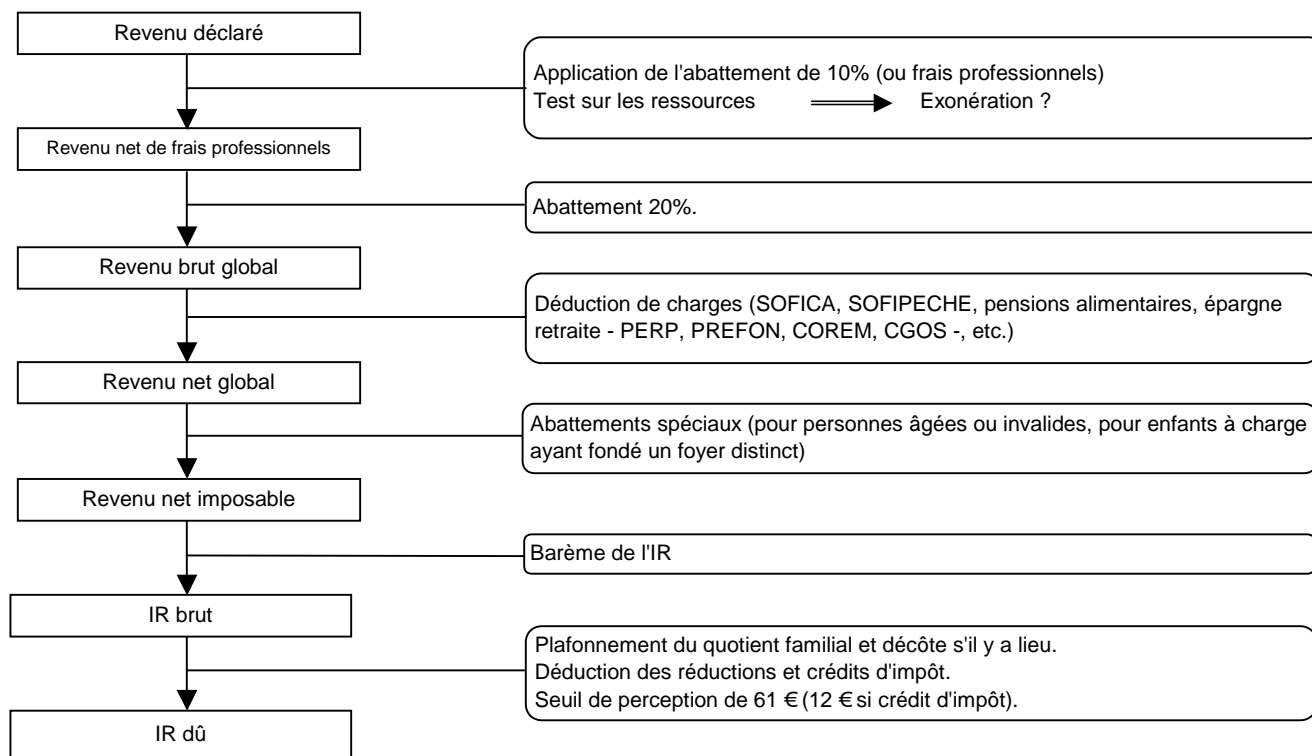 Revenu déclaré
Application de l'abattement de 10% (ou frais professionnels)
Test sur les ressources Exonération ?
Revenu net de frais professionnels
Abattement 20%.
Revenu brut global
Déduction de charges (SOFICA, SOFIPECHE, pensions alimentaires, épargne
retraite - PERP, PREFON, COREM, CGOS -, etc.)
Revenu net global
Abattements spéciaux (pour personnes âgées ou invalides, pour enfants à charge
ayant fondé un foyer distinct)
Revenu net imposable
Barème de l'IR
IR brut
Plafonnement du quotient familial et décôte s'il y a lieu.
Déduction des réductions et crédits d'impôt.
Seuil de perception de 61 € (12 € si crédit d'impôt).
IR dû